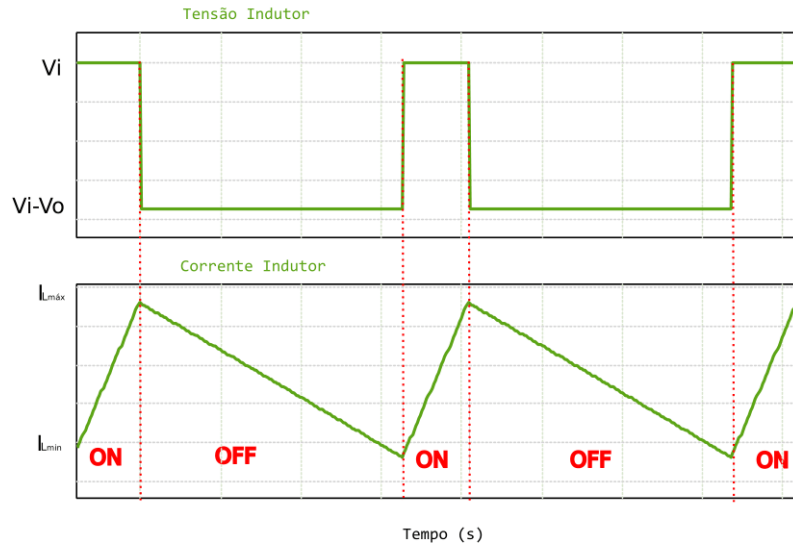 Tensão Indutor
Vi
Vi-Vo
Corrente Indutor
ILmáx
ILmin
ON
OFF
ON
OFF
ON
Tempo (s)